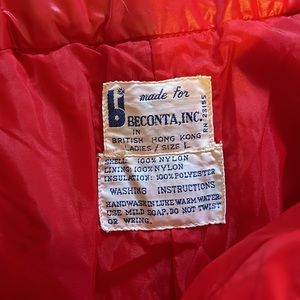 made for
BECONTA, INC.
IN
BRITISH HONG KONG
LADIES / SIZE L
RN. 23155
SHELL: 100% NYLON
LINING: 100% NYLON
INSULATION: 100% POLYESTER
WASHING INSTRUCTIONS
HANDWASH IN LUKE WARM WATER.
USE MILD SOAP. DO NOT TWIST
OR WRING.